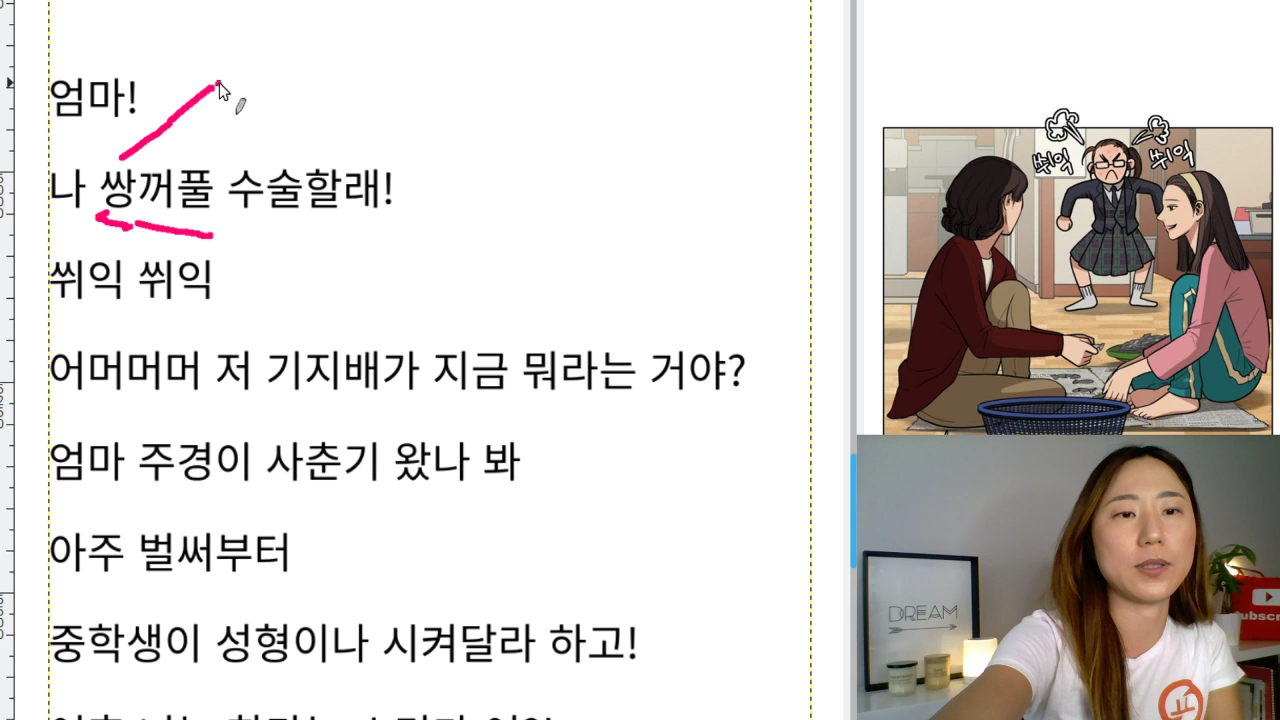 엄마!
나 쌍꺼풀 수술할래!
쒸익 쒸익
어머머머 저 기지배가 지금 뭐라는 거야?
엄마 주경이 사춘기 왔나 봐
아주 벌써부터
중학생이 성형이나 시켜달라 하고!
쒸익
쒸익
DREAM